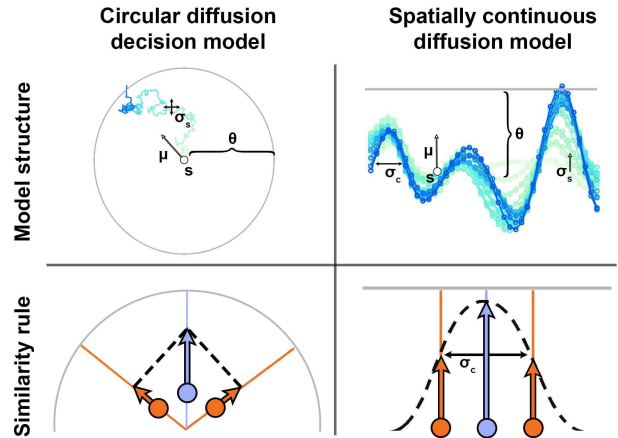 Circular diffusion
decision model
Spatially continuous
diffusion model
Model structure
σs
θ
μ
s
θ
μ
s
σc
σs
Similarity rule
σc